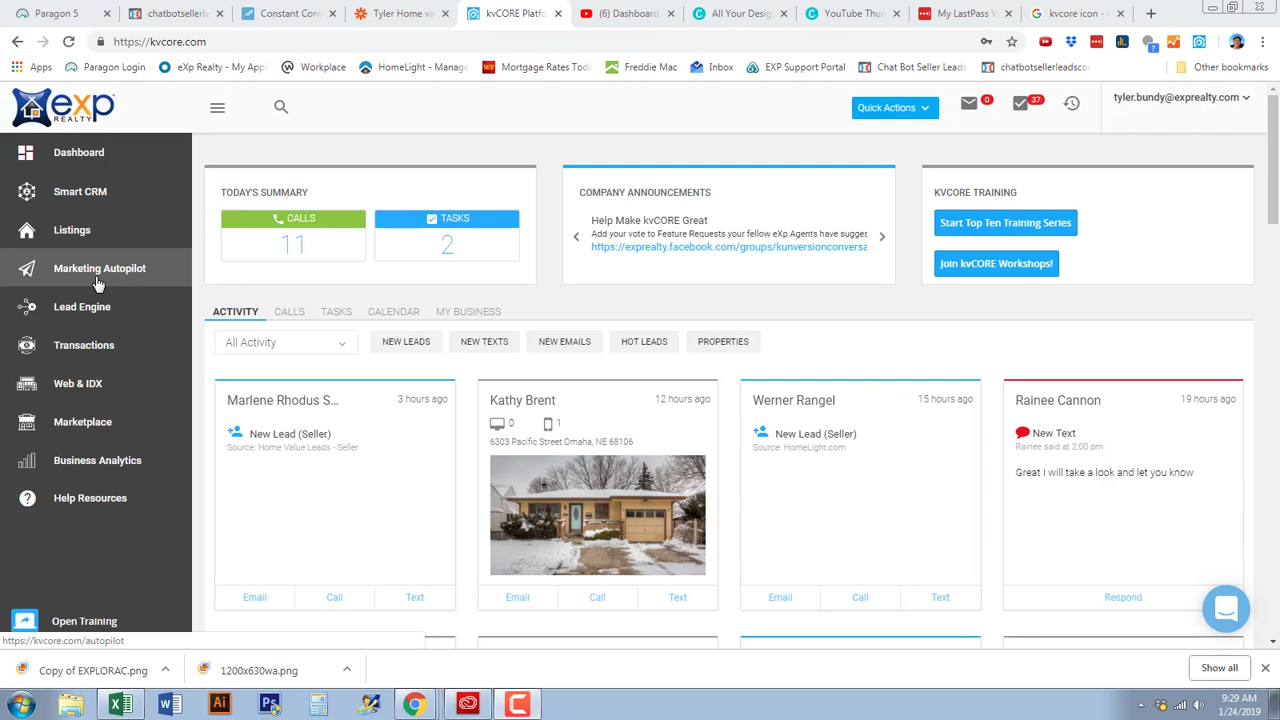 Paragon 5
chatbotsellerle
Constant Con
Tyler Home va
kvCORE Platfo
(6) Dashboard
All Your Desig
YouTube Thur
My LastPass V
kvcore icon - G
https://kvcore.com
Apps
Paragon Login
eXp Realty - My Appl
Workplace
HomeLight - Manage
Mortgage Rates Toda
Freddie Mac
Inbox
EXP Support Portal
Chat Bot Seller Leads
chatbotsellerleadsco
Other bookmarks
exp
REALTY
Quick Actions
0
37
tyler.bundy@exprealty.com
Dashboard
Smart CRM
Listings
Marketing Autopilot
Lead Engine
Transactions
Web & IDX
Marketplace
Business Analytics
Help Resources
Open Training
TODAY'S SUMMARY
CALLS
TASKS
11
2
COMPANY ANNOUNCEMENTS
Help Make kvCORE Great
Add your vote to Feature Requests your fellow eXp Agents have sugges
https://exprealty.facebook.com/groups/kunversionconversa
KVCORE TRAINING
Start Top Ten Training Series
Join kvCORE Workshops!
ACTIVITY
CALLS
TASKS
CALENDAR
MY BUSINESS
All Activity
NEW LEADS
NEW TEXTS
NEW EMAILS
HOT LEADS
PROPERTIES
Marlene Rhodus S...
3 hours ago
New Lead (Seller)
Source: Home Value Leads - Seller
Email
Call
Text
Kathy Brent
12 hours ago
0
1
6303 Pacific Street Omaha, NE 68106
Email
Call
Text
Werner Rangel
15 hours ago
New Lead (Seller)
Source: HomeLight.com
Email
Call
Text
Rainee Cannon
19 hours ago
New Text
Rainee said at 2:00 pm
Great I will take a look and let you know
Respond
https://kvcore.com/autopilot
Copy of EXPLORAC.png
1200x630wa.png
Show all
9:29 AM
1/24/2019